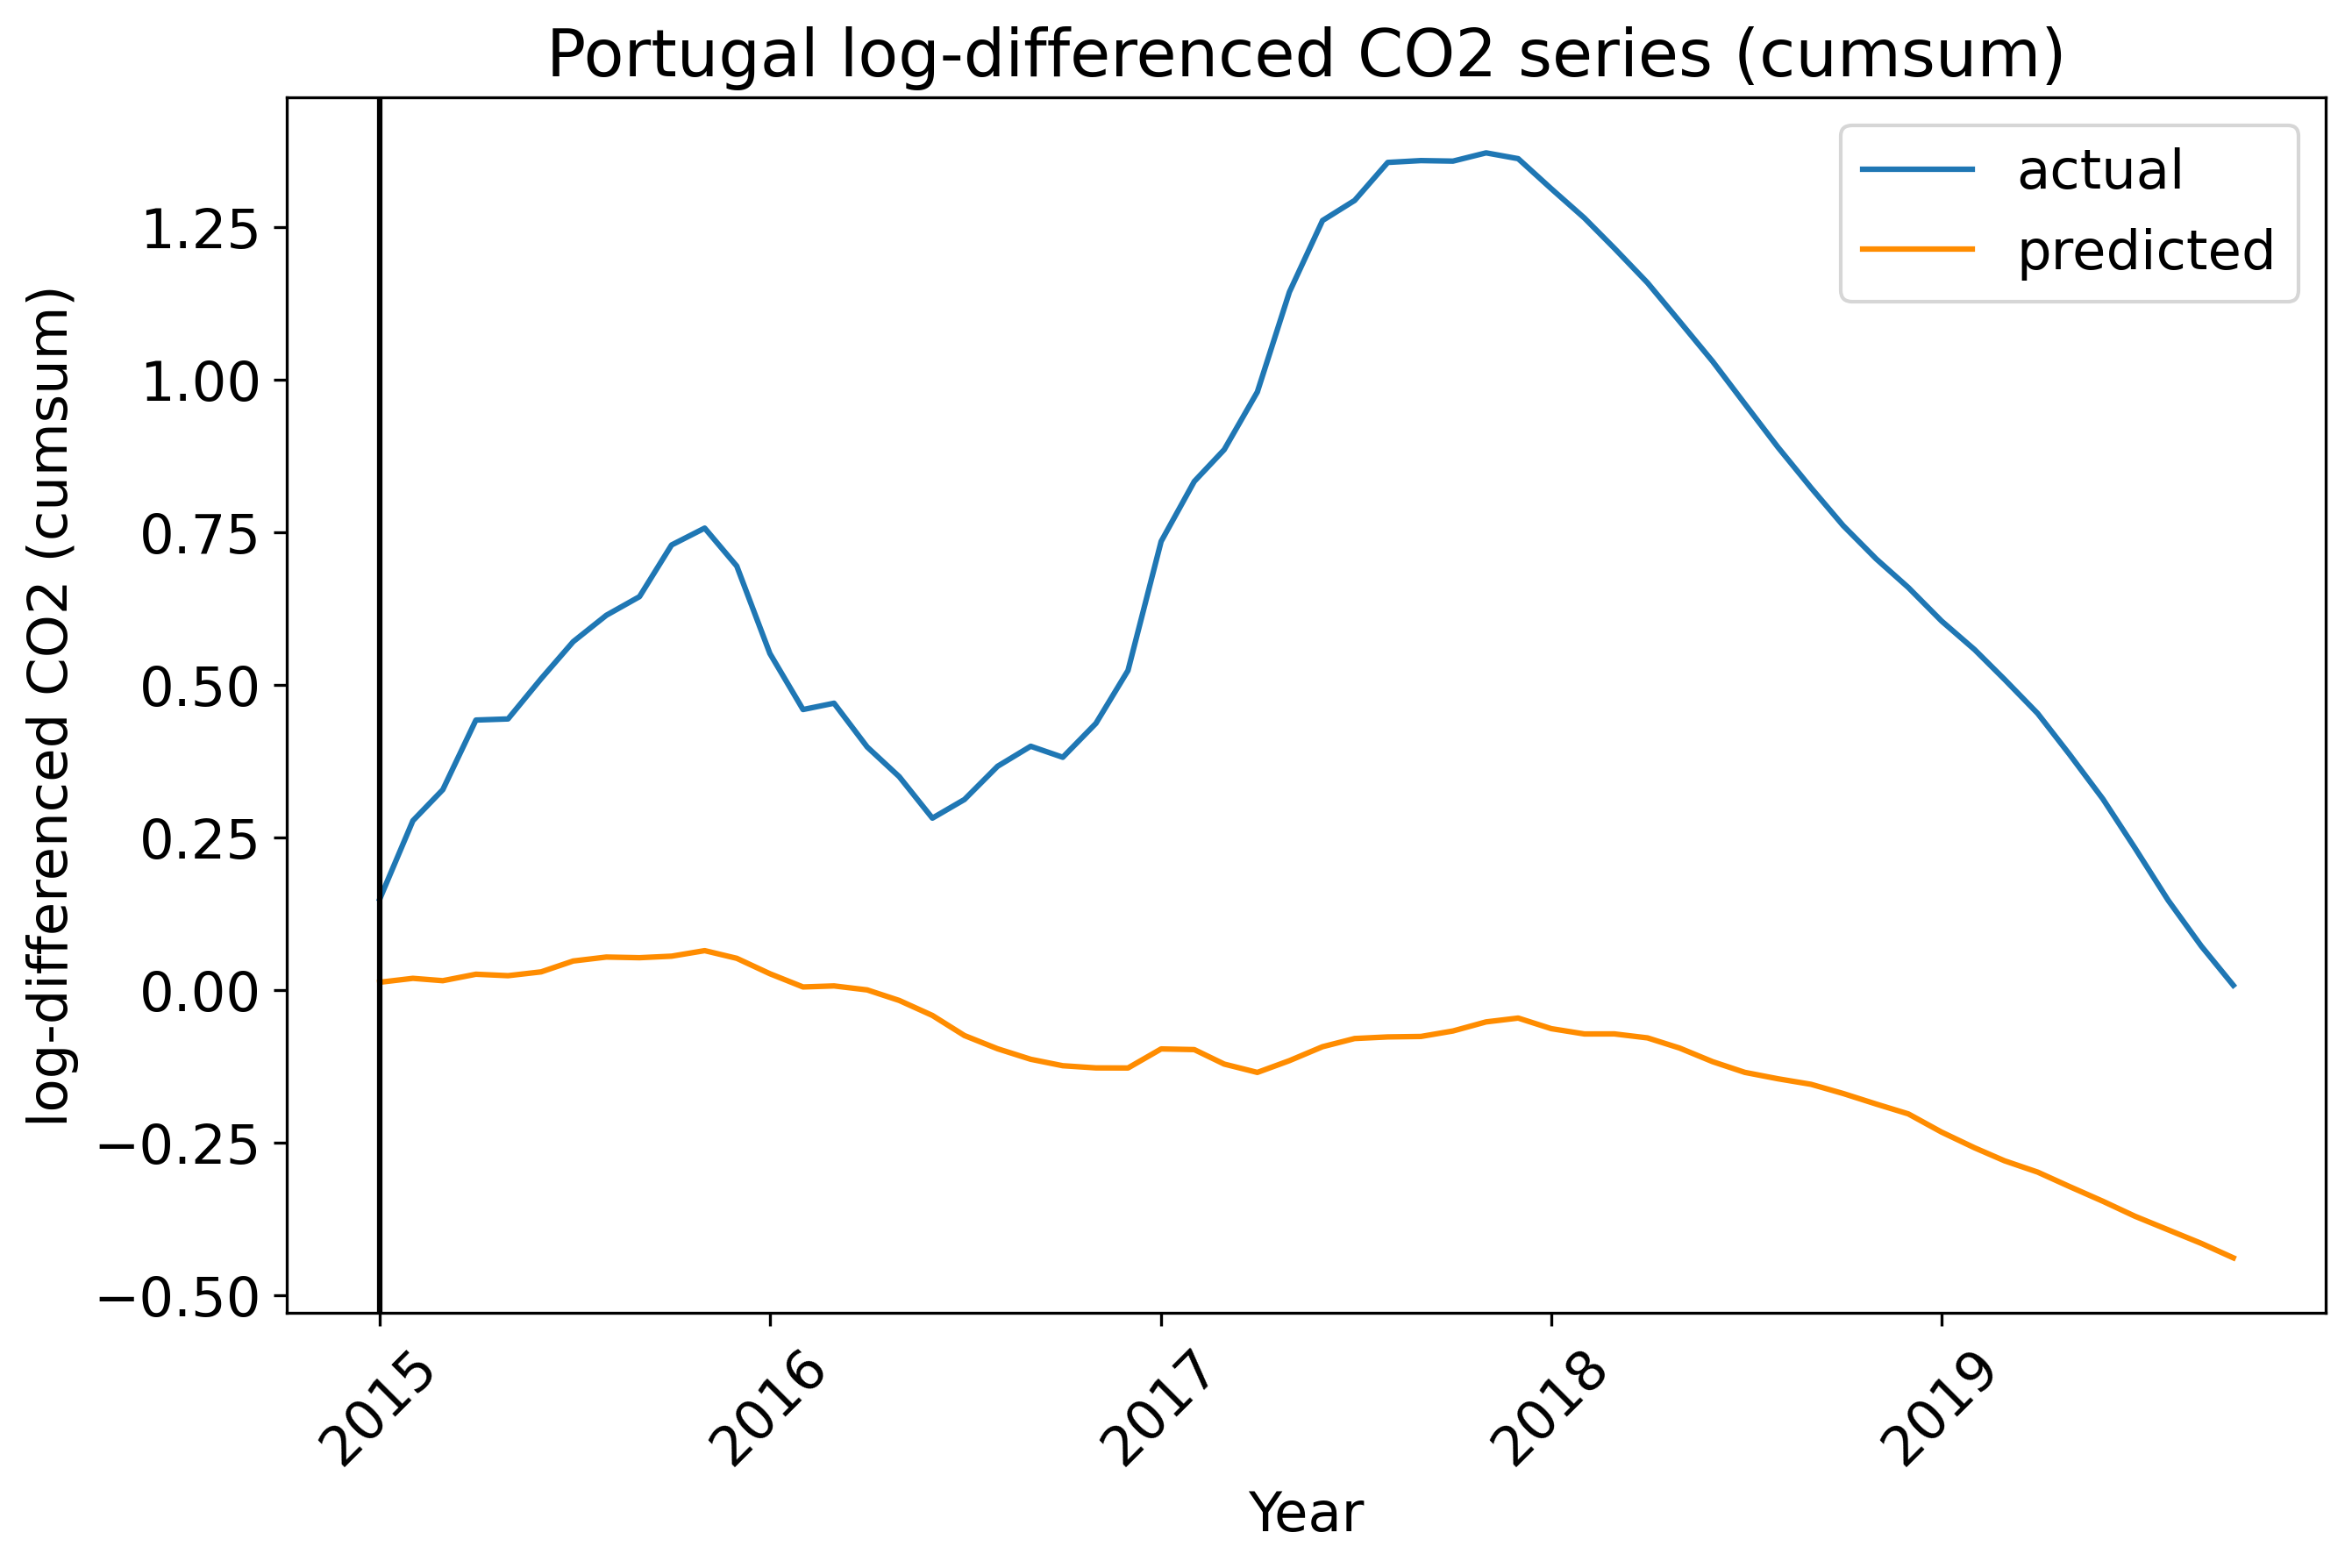 Portugal log-differenced CO2 series (cumsum)
log-differenced CO2 (cumsum)
1.25
1.00
0.75
0.50
0.25
0.00
−0.25
−0.50
actual
predicted
2015
2016
2017
2018
2019
Year